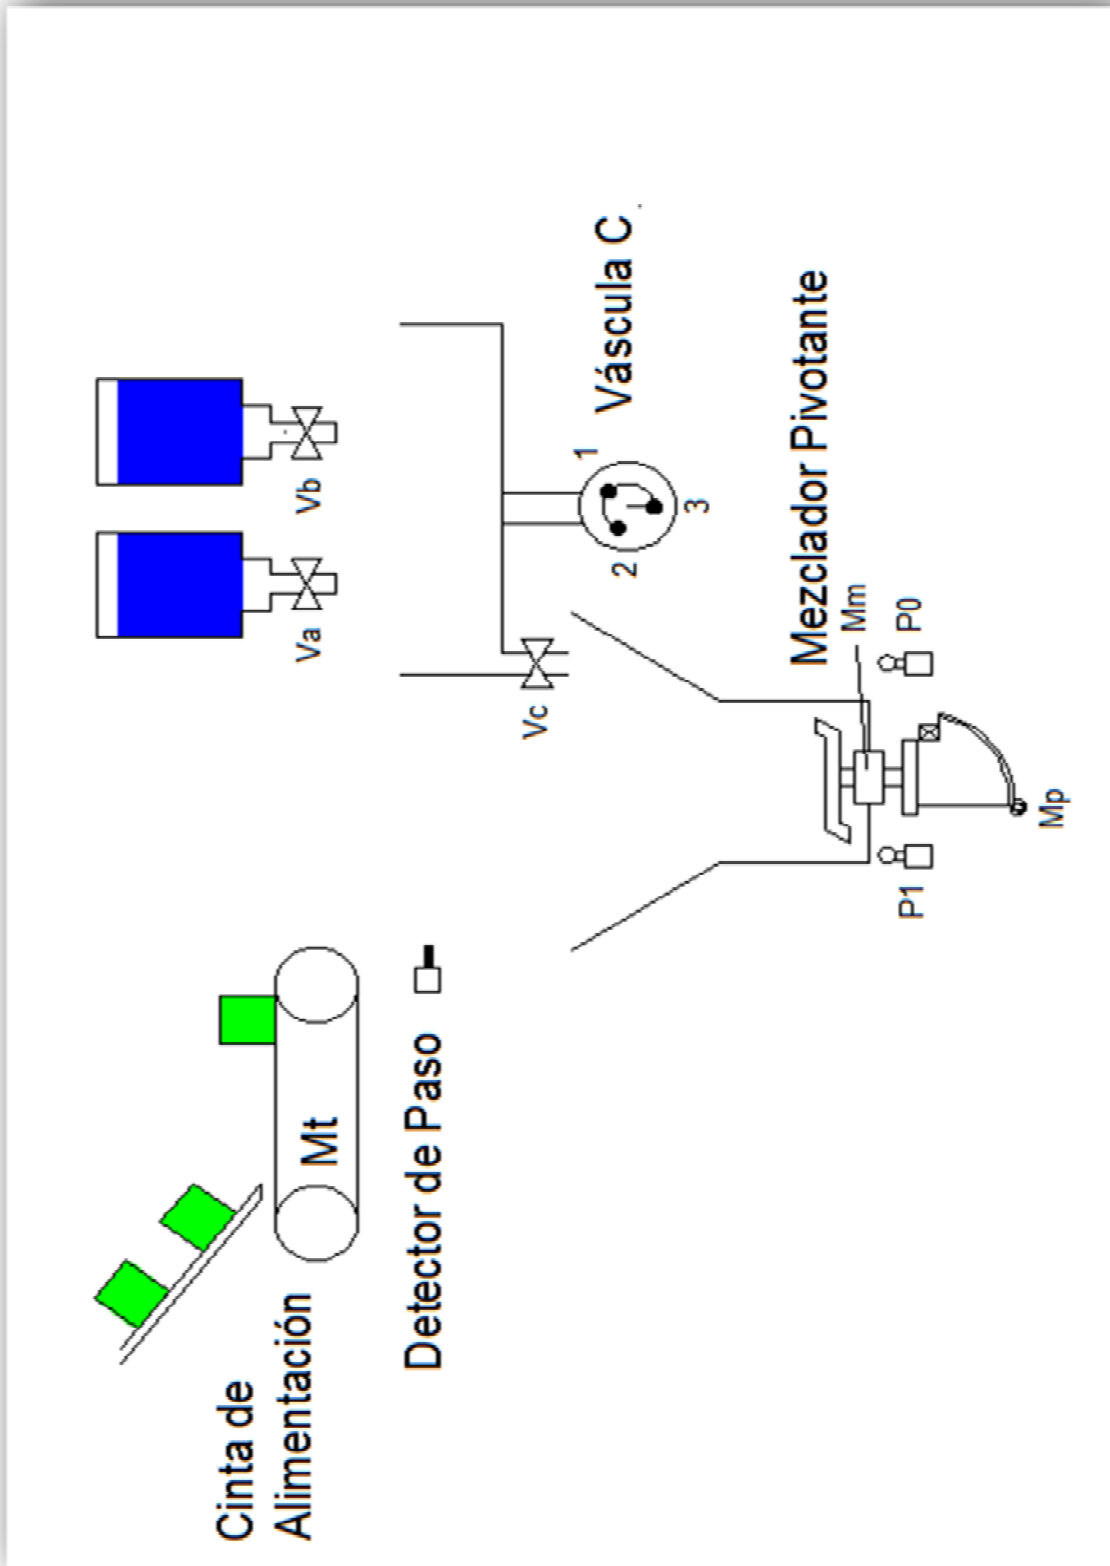 Cinta de
Alimentación
Mt
Detector de Paso
Va
Vb
Vc
1
2
3
Váscula C
Mezclador Pivotante
Mm
P1
P0
Mp